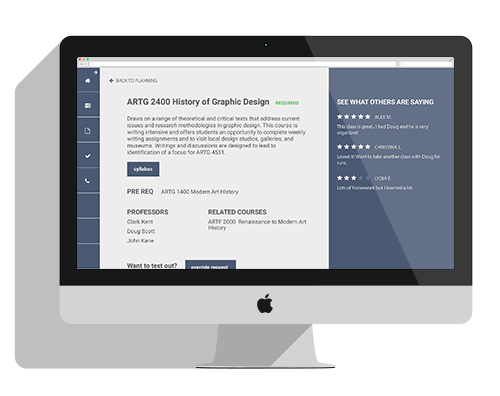 BACK TO PLANNING
ARTG 2400 History of Graphic Design REQUIRED
Draws on a range of theoretical and critical texts that address current
issues and research methodologies in graphic design. This course is
writing intensive and offers students an opportunity to complete weekly
writing assignments and to visit local design studios, galleries, and
museums. Writings and discussions are designed to lead to
identification of a focus for ARTG 4551.
syllabus
PRE REQ ARTG 1400 Modern Art History
PROFESSORS
Clark Kent
Doug Scott
John Kane
RELATED COURSES
ARTF 2000 Renaissance to Modern Art
History
Want to test out? override request
SEE WHAT OTHERS ARE SAYING
ALEX M.
This class is great, I had Doug and he is very
organized
CHRISTINA L.
Loved it! Want to take another class with Doug for
sure.
LYDIA R.
Lots of homework but I learned a lot.